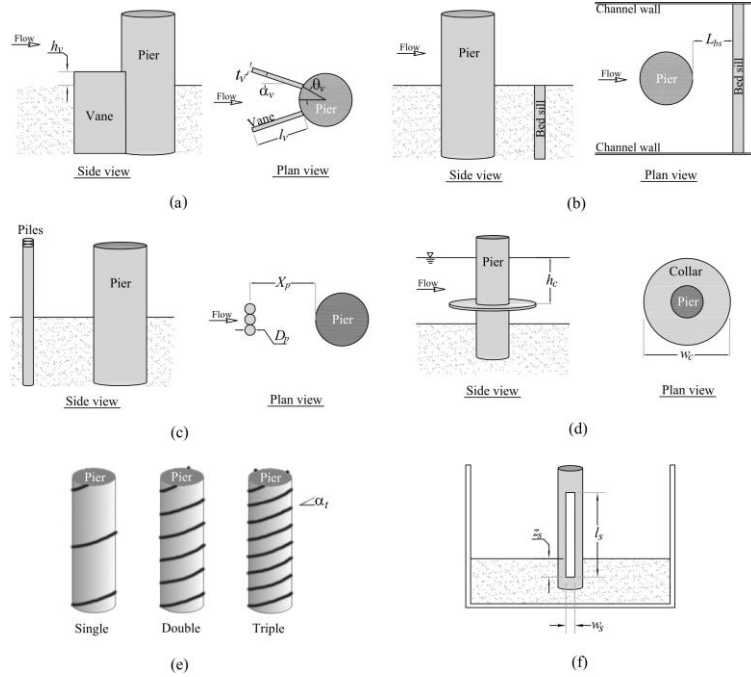 Flow
h_v
Pier
Vane
Side view
t_v
α_v
θ_v
Flow
Pier
Vane
l_v
Plan view
(a)
Flow
Pier
Bed sill
Side view
Channel wall
L_bs
Flow
Pier
Bed sill
Channel wall
Plan view
(b)
Piles
Pier
Side view
X_p
Flow
Pier
D_p
Plan view
(c)
Pier
Flow
h_c
Side view
Collar
Pier
w_c
Plan view
(d)
Pier
Pier
Pier
α_t
Single
Double
Triple
(e)
z_s
l_s
w_s
(f)